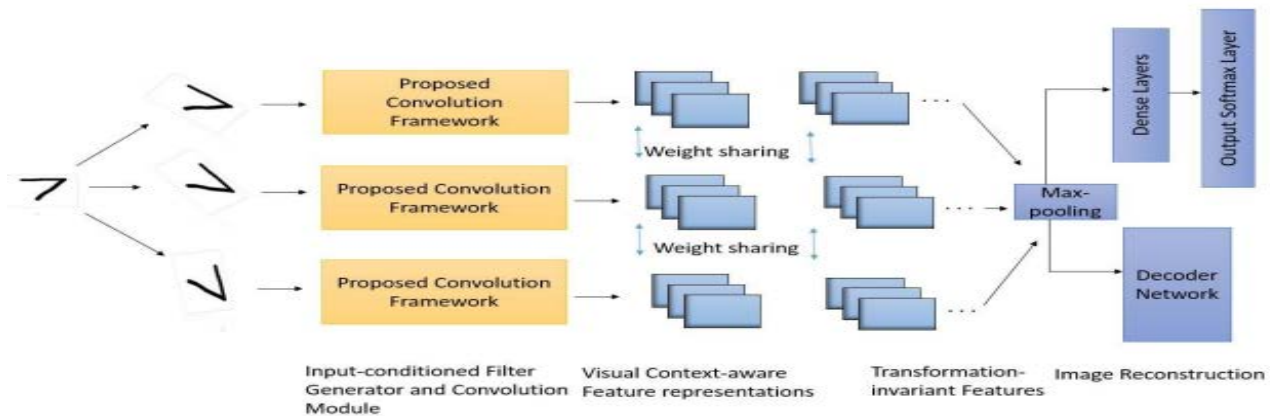 Proposed
Convolution
Framework
Weight sharing
Proposed Convolution
Framework
Weight sharing
Proposed Convolution
Framework
Max-
pooling
Dense Layers
Output Softmax Layer
Decoder
Network
Input-conditioned Filter
Generator and Convolution
Module
Visual Context-aware
Feature representations
Transformation-
invariant Features
Image Reconstruction